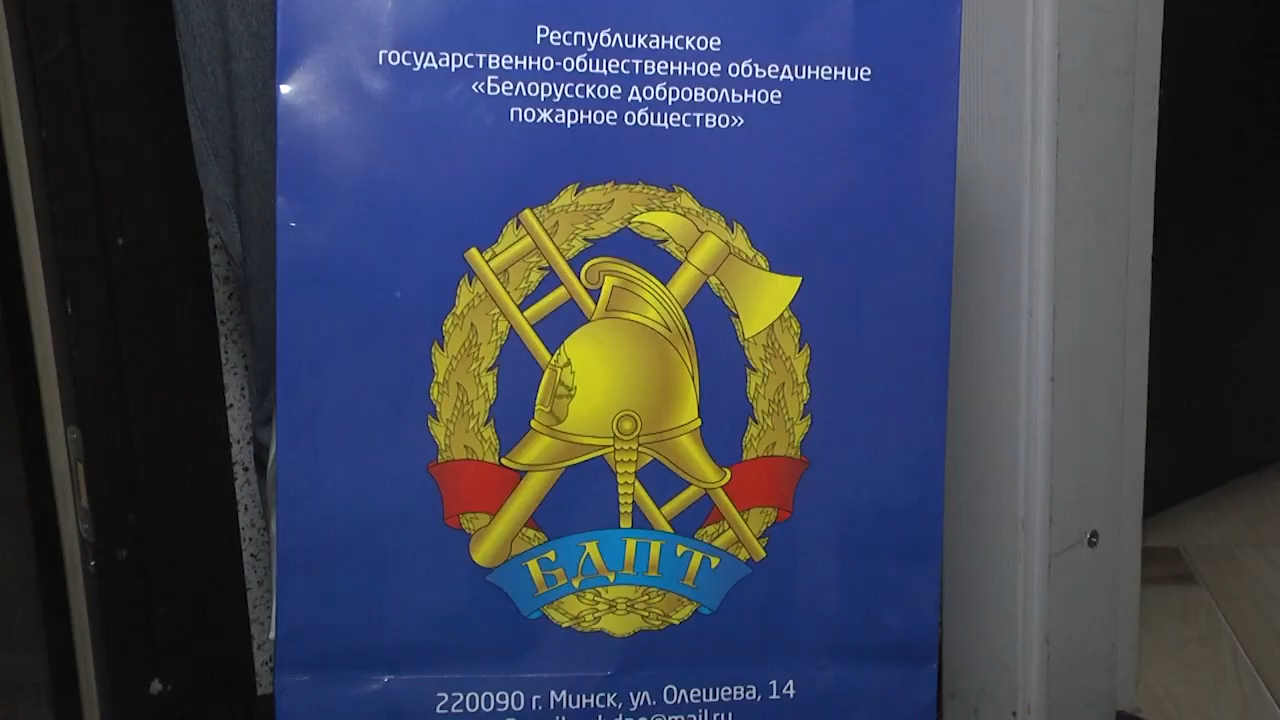 Республиканское
государственно-общественное объединение
«Белорусское добровольное
пожарное общество»
БДПТ
220090 г. Минск, ул. Олешева, 14